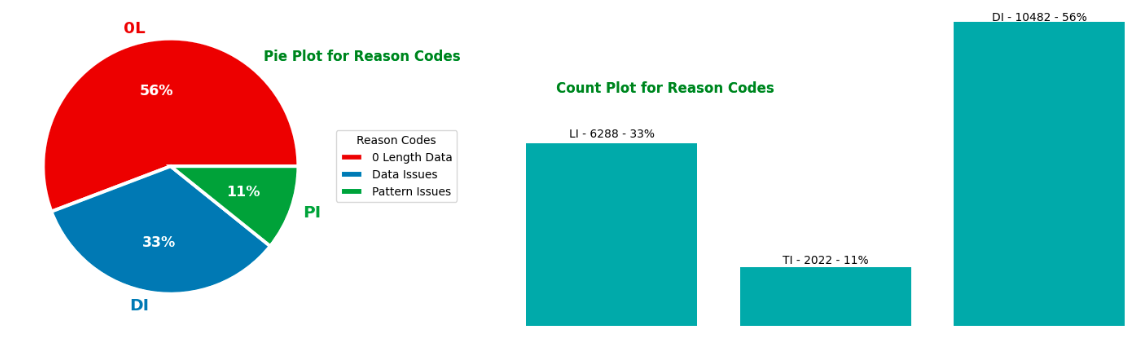 0L
Pie Plot for Reason Codes
56%
Reason Codes
0 Length Data
Data Issues
Pattern Issues
11%
PI
33%
DI
Count Plot for Reason Codes
LI - 6288 - 33%
TI - 2022 - 11%
DI - 10482 - 56%